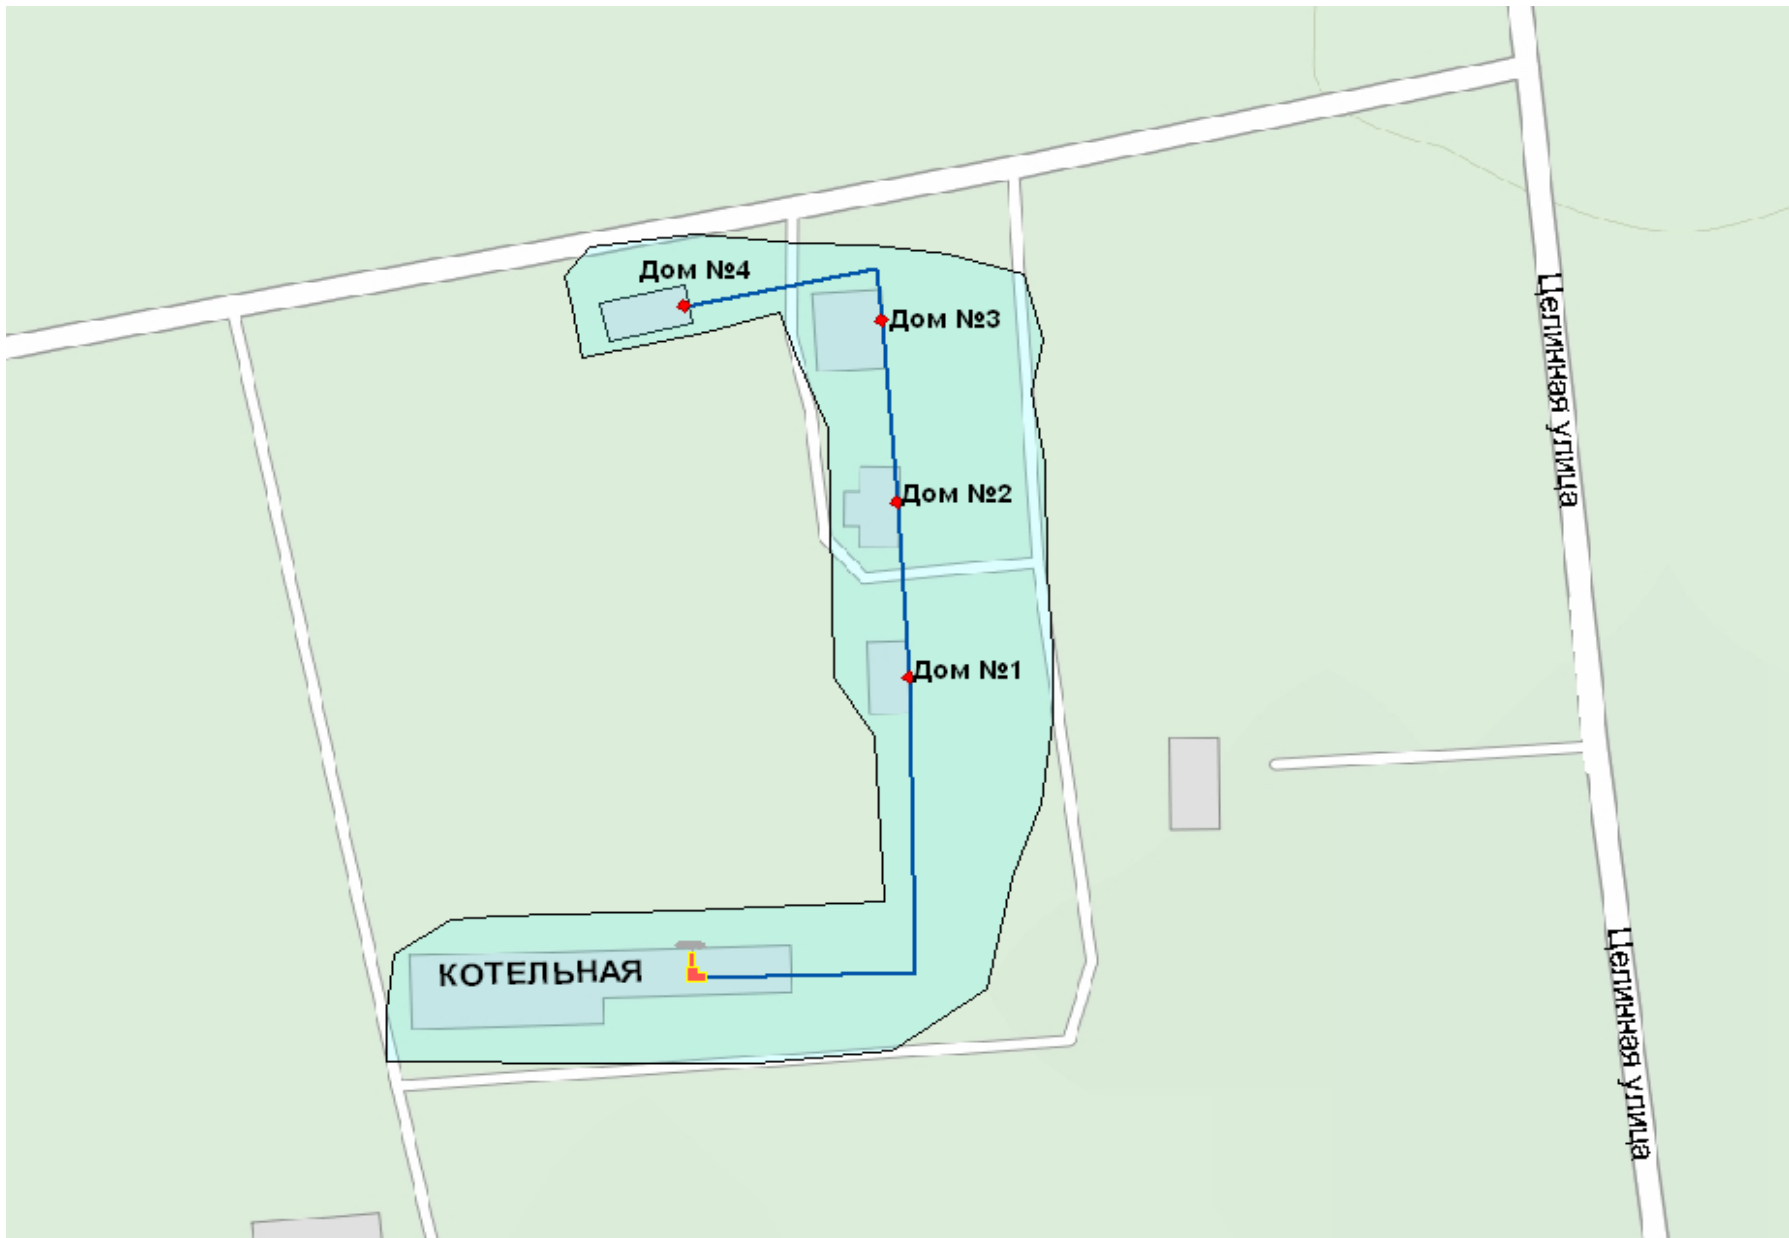 Дом №4
Дом №3
Целинная улица
Дом №2
Дом №1
КОТЕЛЬНАЯ
Целинная улица